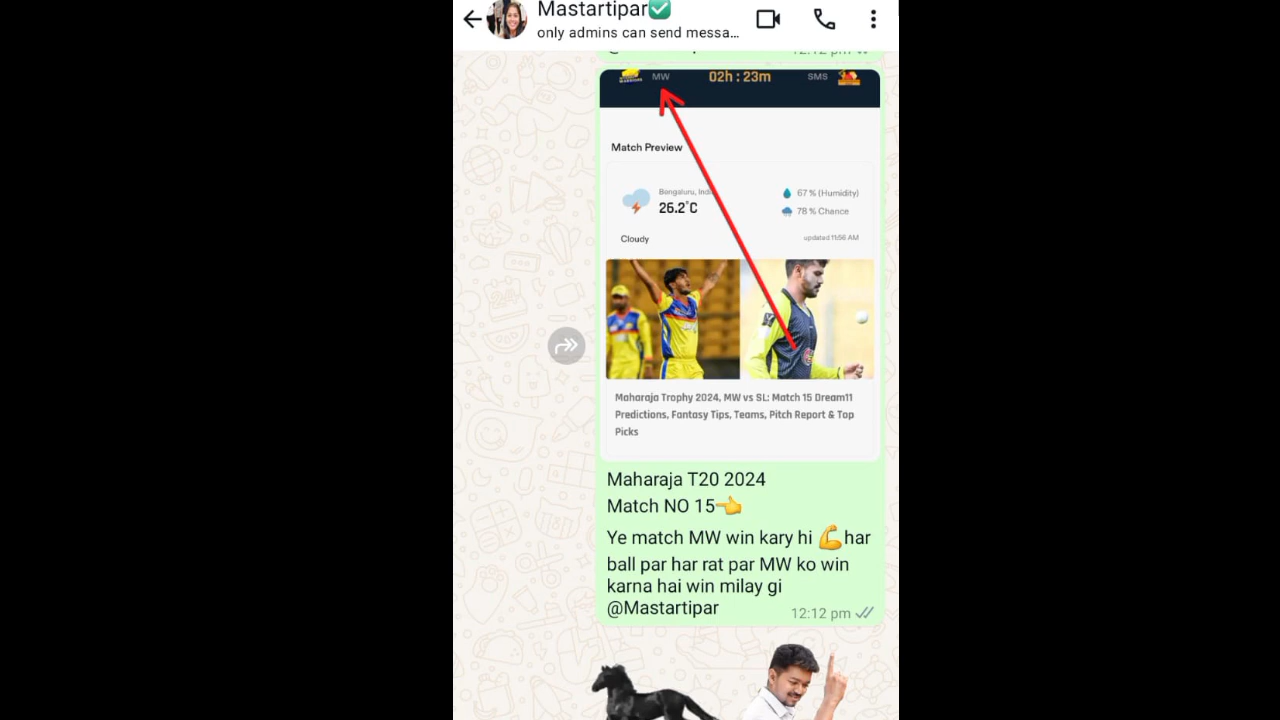 Mastartipar✅
only admins can send messa...
12:12 pm
MW 02h : 23m SMS
Match Preview
Bengaluru, Indi
26.2°C
67 % (Humidity)
78 % Chance
Cloudy
updated 11:56 AM
Maharaja Trophy 2024, MW vs SL: Match 15 Dream11
Predictions, Fantasy Tips, Teams, Pitch Report & Top
Picks
Maharaja T20 2024
Match NO 15👈
Ye match MW win kary hi 💪har
ball par har rat par MW ko win
karna hai win milay gi
@Mastartipar
12:12 pm